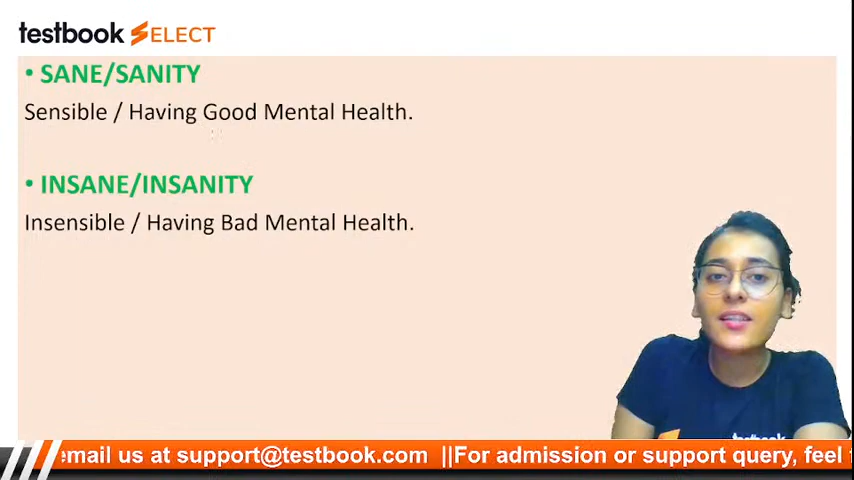 testbook SELECT
• SANE/SANITY
Sensible / Having Good Mental Health.
• INSANE/INSANITY
Insensible / Having Bad Mental Health.
testbook
email us at support@testbook.com ||For admission or support query, feel